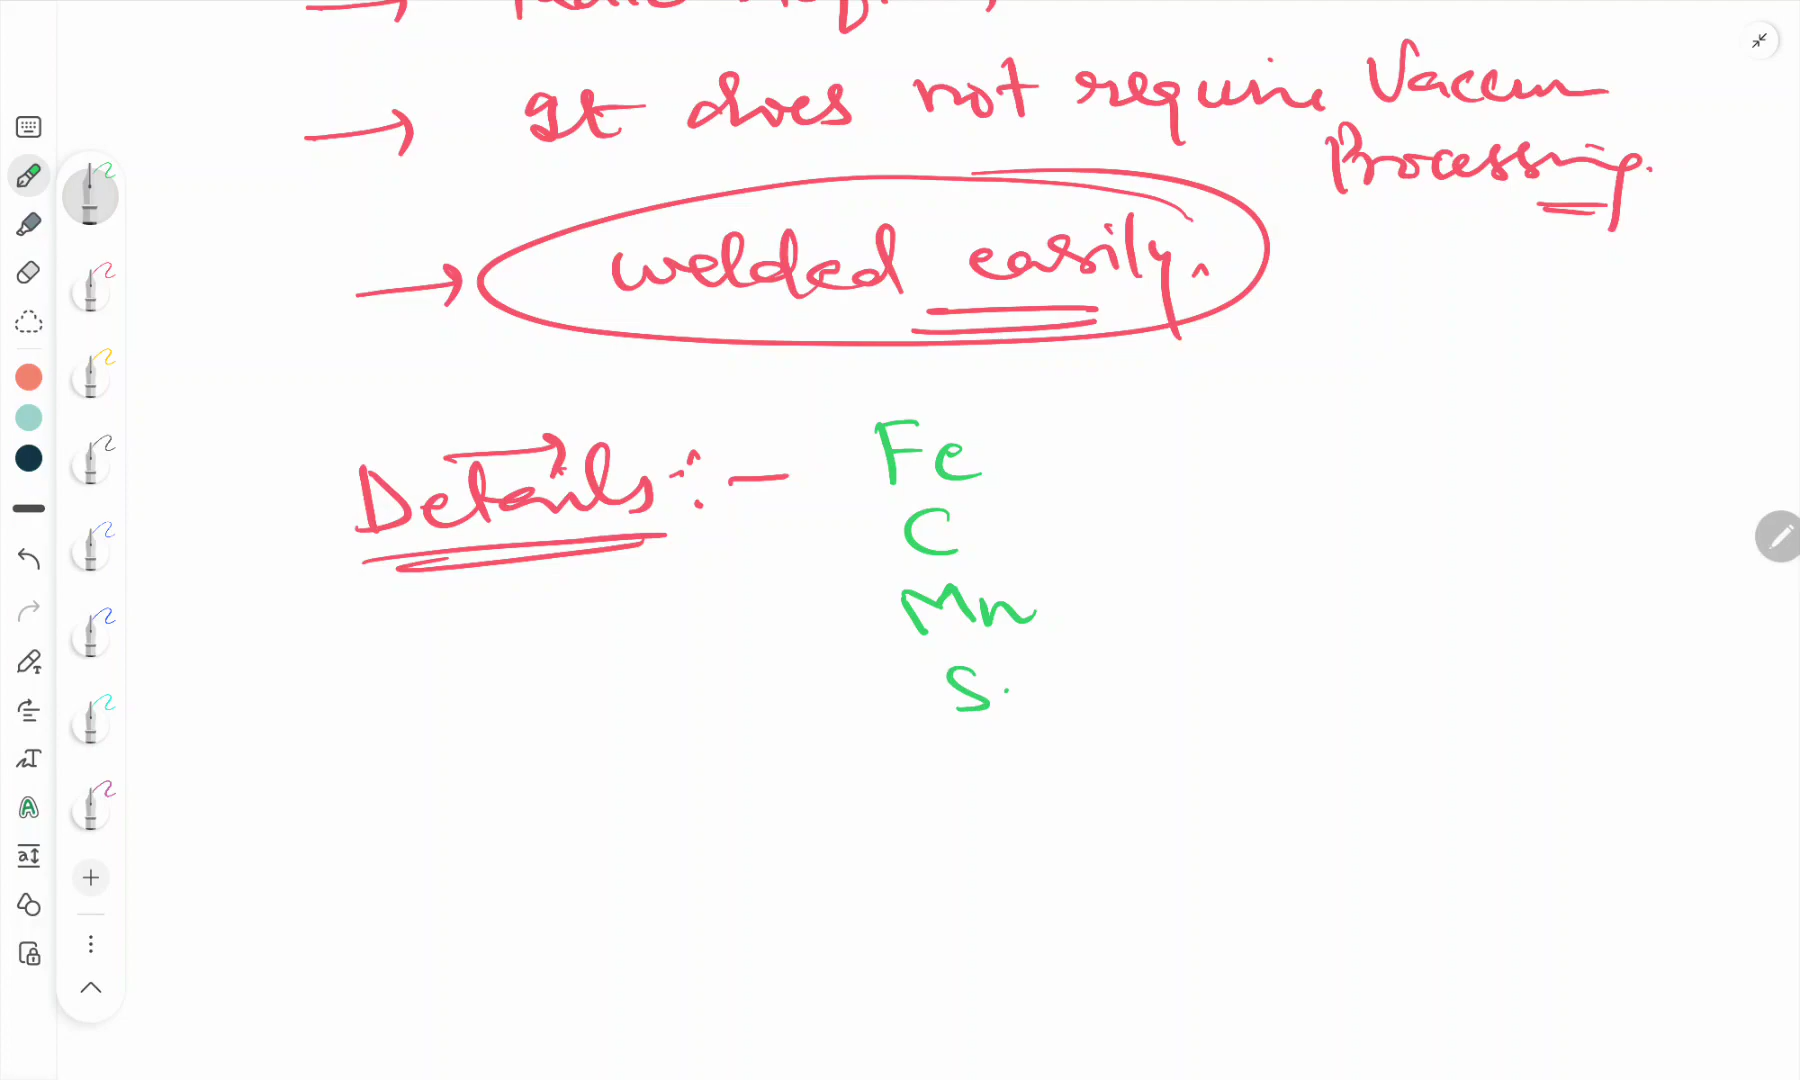 → It does not require Vaccum
Processing.
→ welded easily.
Details :- Fe
C
Mn
S